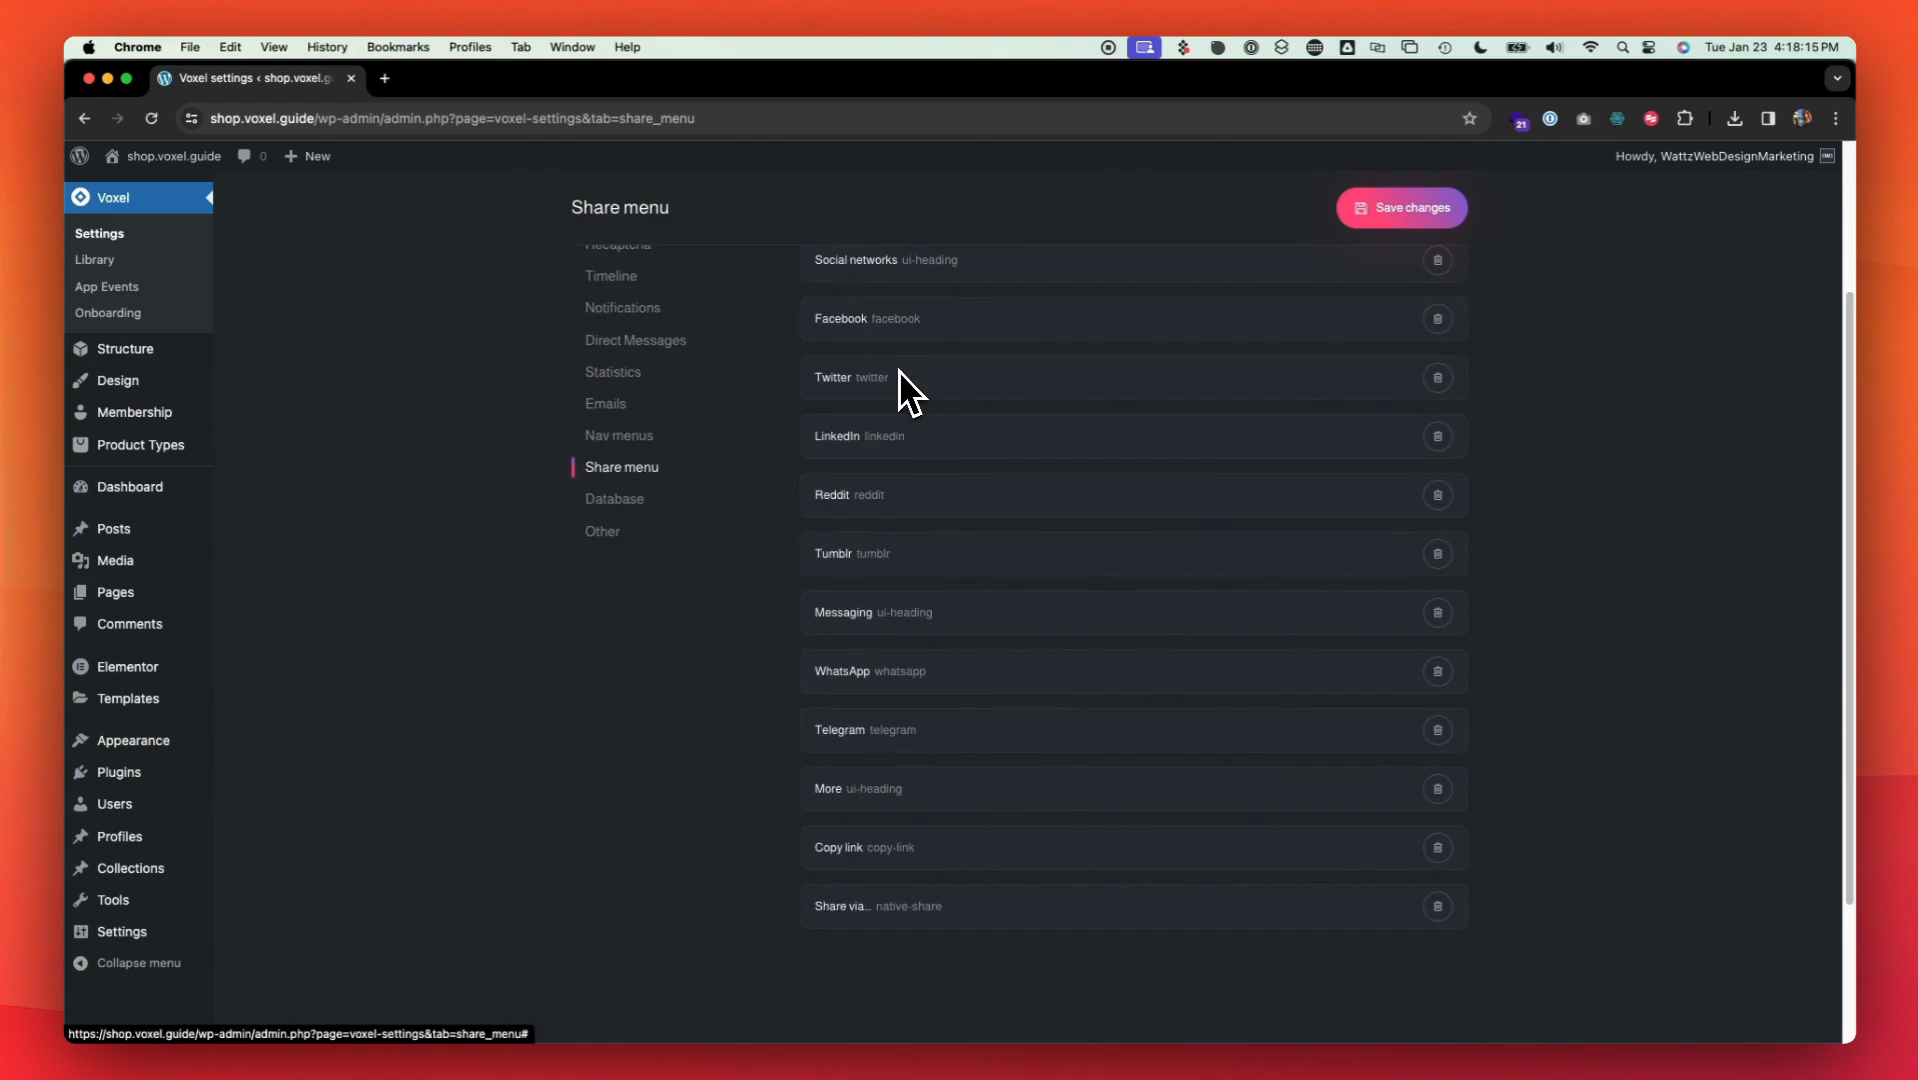 Chrome File Edit View History Bookmarks Profiles Tab Window Help Tue Jan 23 4:18:15 PM
Voxel settings ‹ shop.voxel.g
shop.voxel.guide/wp-admin/admin.php?page=voxel-settings&tab=share_menu
21
shop.voxel.guide 0 New Howdy, WattzWebDesignMarketing
Voxel
Settings
Library
App Events
Onboarding
Structure
Design
Membership
Product Types
Dashboard
Posts
Media
Pages
Comments
Elementor
Templates
Appearance
Plugins
Users
Profiles
Collections
Tools
Settings
Collapse menu
Share menu
Save changes
Recaptcha
Timeline
Notifications
Direct Messages
Statistics
Emails
Nav menus
Share menu
Database
Other
Social networks ui-heading
Facebook facebook
Twitter twitter
LinkedIn linkedin
Reddit reddit
Tumblr tumblr
Messaging ui-heading
WhatsApp whatsapp
Telegram telegram
More ui-heading
Copy link copy-link
Share via... native-share
https://shop.voxel.guide/wp-admin/admin.php?page=voxel-settings&tab=share_menu#